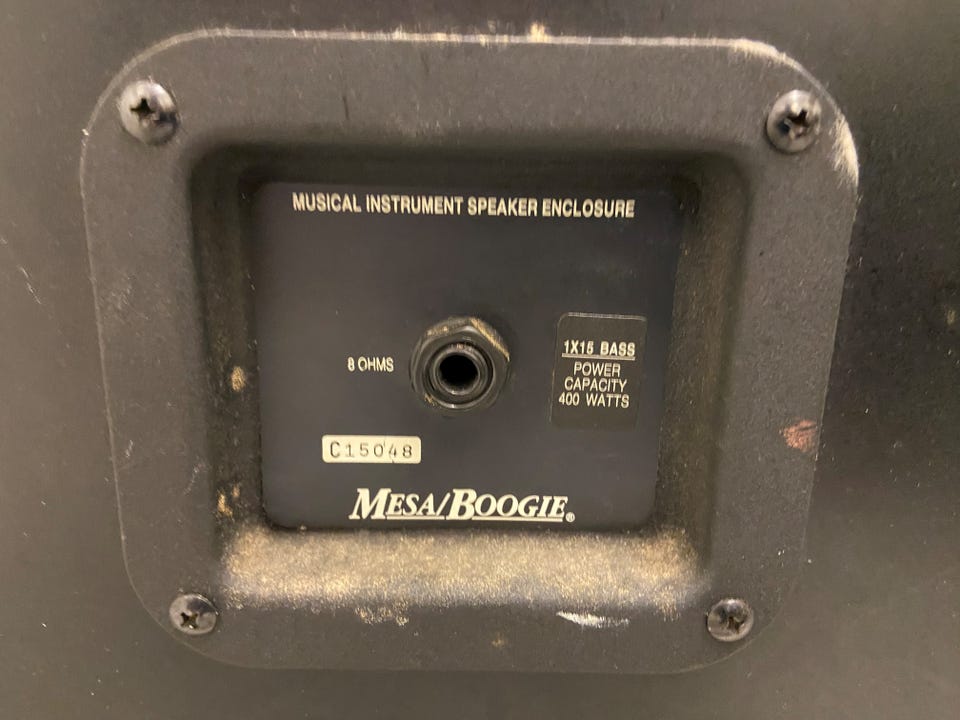 MUSICAL INSTRUMENT SPEAKER ENCLOSURE
8 OHMS
1X15 BASS
POWER
CAPACITY
400 WATTS
C15048
MESA/BOOGIE®